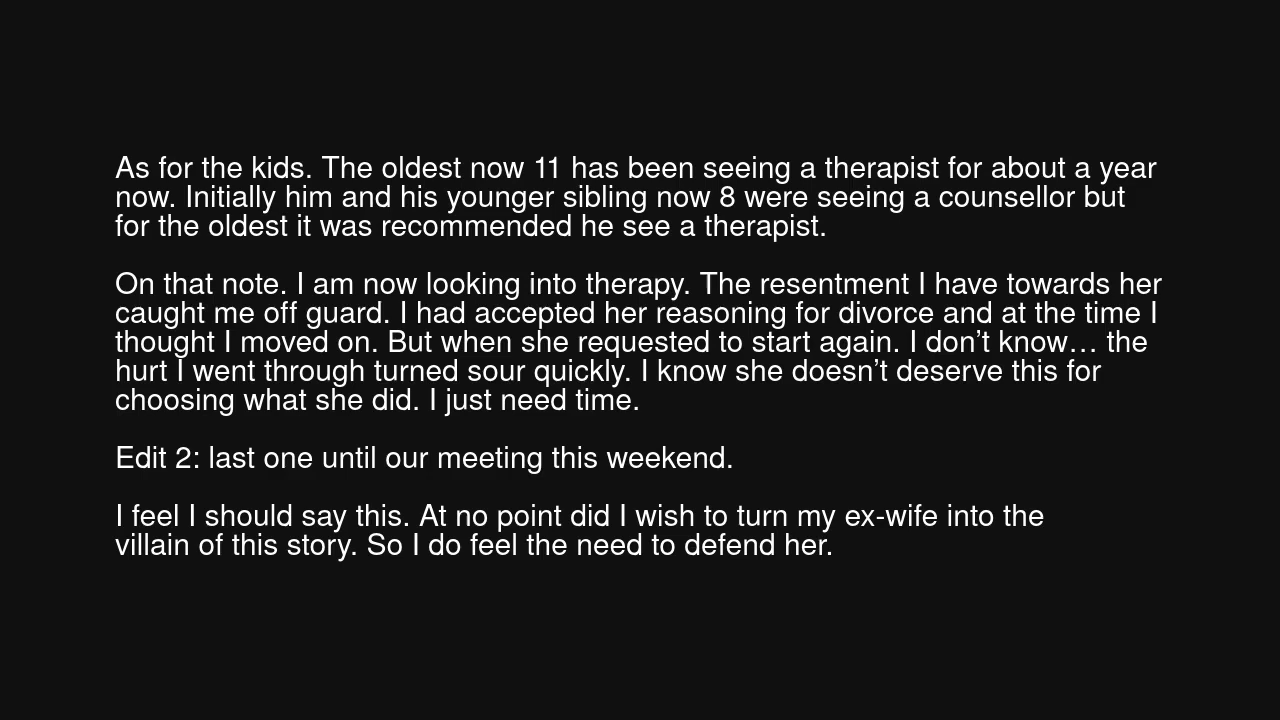 As for the kids. The oldest now 11 has been seeing a therapist for about a year
now. Initially him and his younger sibling now 8 were seeing a counsellor but
for the oldest it was recommended he see a therapist.
On that note. I am now looking into therapy. The resentment I have towards her
caught me off guard. I had accepted her reasoning for divorce and at the time I
thought I moved on. But when she requested to start again. I don’t know… the
hurt I went through turned sour quickly. I know she doesn’t deserve this for
choosing what she did. I just need time.
Edit 2: last one until our meeting this weekend.
I feel I should say this. At no point did I wish to turn my ex-wife into the
villain of this story. So I do feel the need to defend her.